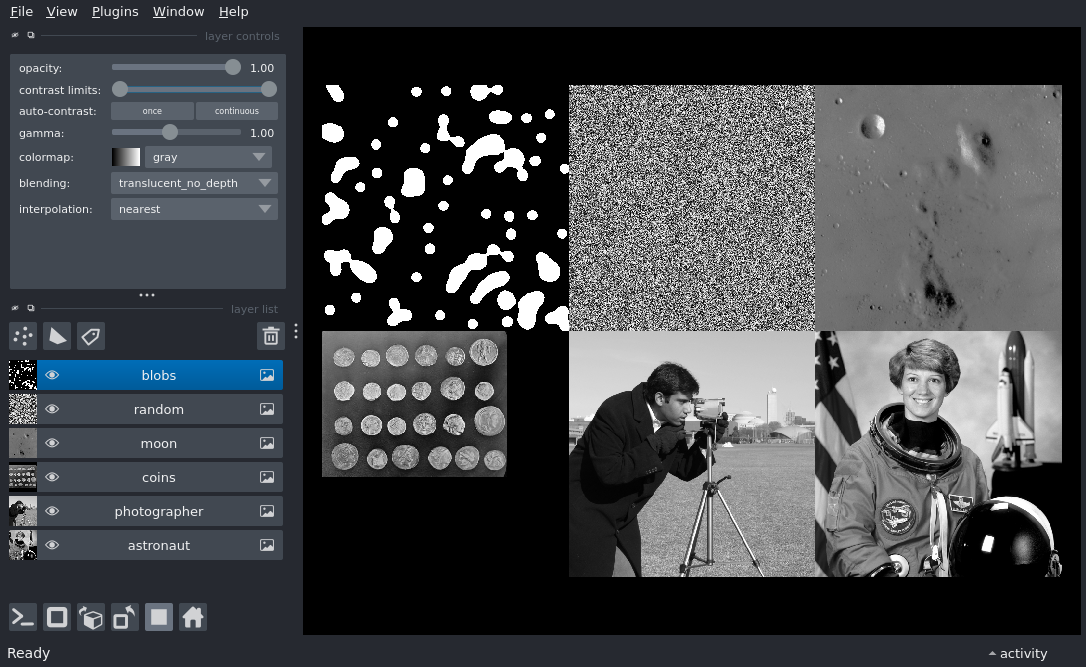 File View Plugins Window Help
layer controls
opacity: 1.00
contrast limits:
auto-contrast: once continuous
gamma: 1.00
colormap: gray
blending: translucent_no_depth
interpolation: nearest
layer list
blobs
random
moon
coins
photographer
astronaut
Ready activity